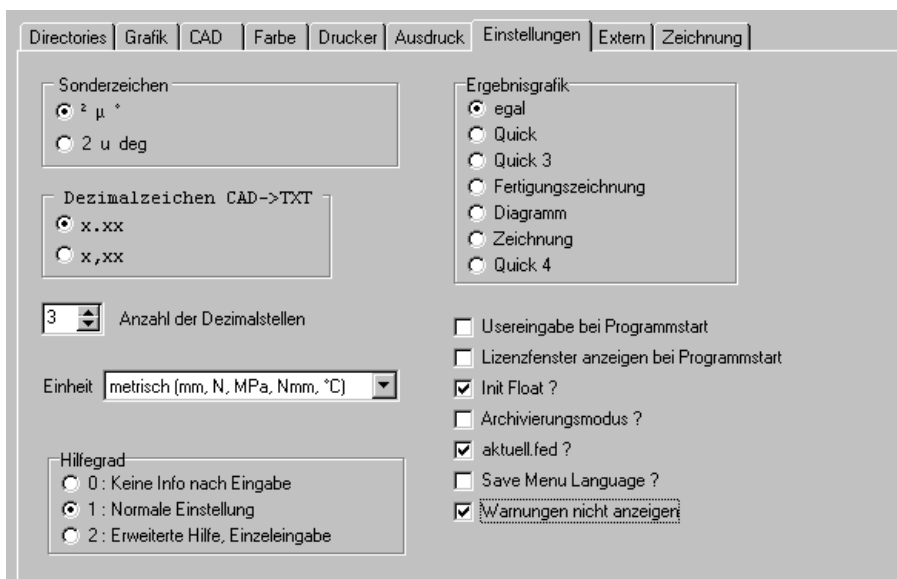 Directories Grafik CAD Farbe Drucker Ausdruck Einstellungen Extern Zeichnung
Sonderzeichen
² µ °
2 u deg
Dezimalzeichen CAD->TXT
x.xx
x,xx
3 Anzahl der Dezimalstellen
Einheit metrisch (mm, N, MPa, Nmm, °C)
Hilfegrad
0 : Keine Info nach Eingabe
1 : Normale Einstellung
2 : Erweiterte Hilfe, Einzeleingabe
Ergebnisgrafik
egal
Quick
Quick 3
Fertigungszeichnung
Diagramm
Zeichnung
Quick 4
Usereingabe bei Programmstart
Lizenzfenster anzeigen bei Programmstart
Init Float ?
Archivierungsmodus ?
aktuell.fed ?
Save Menu Language ?
Warnungen nicht anzeigen